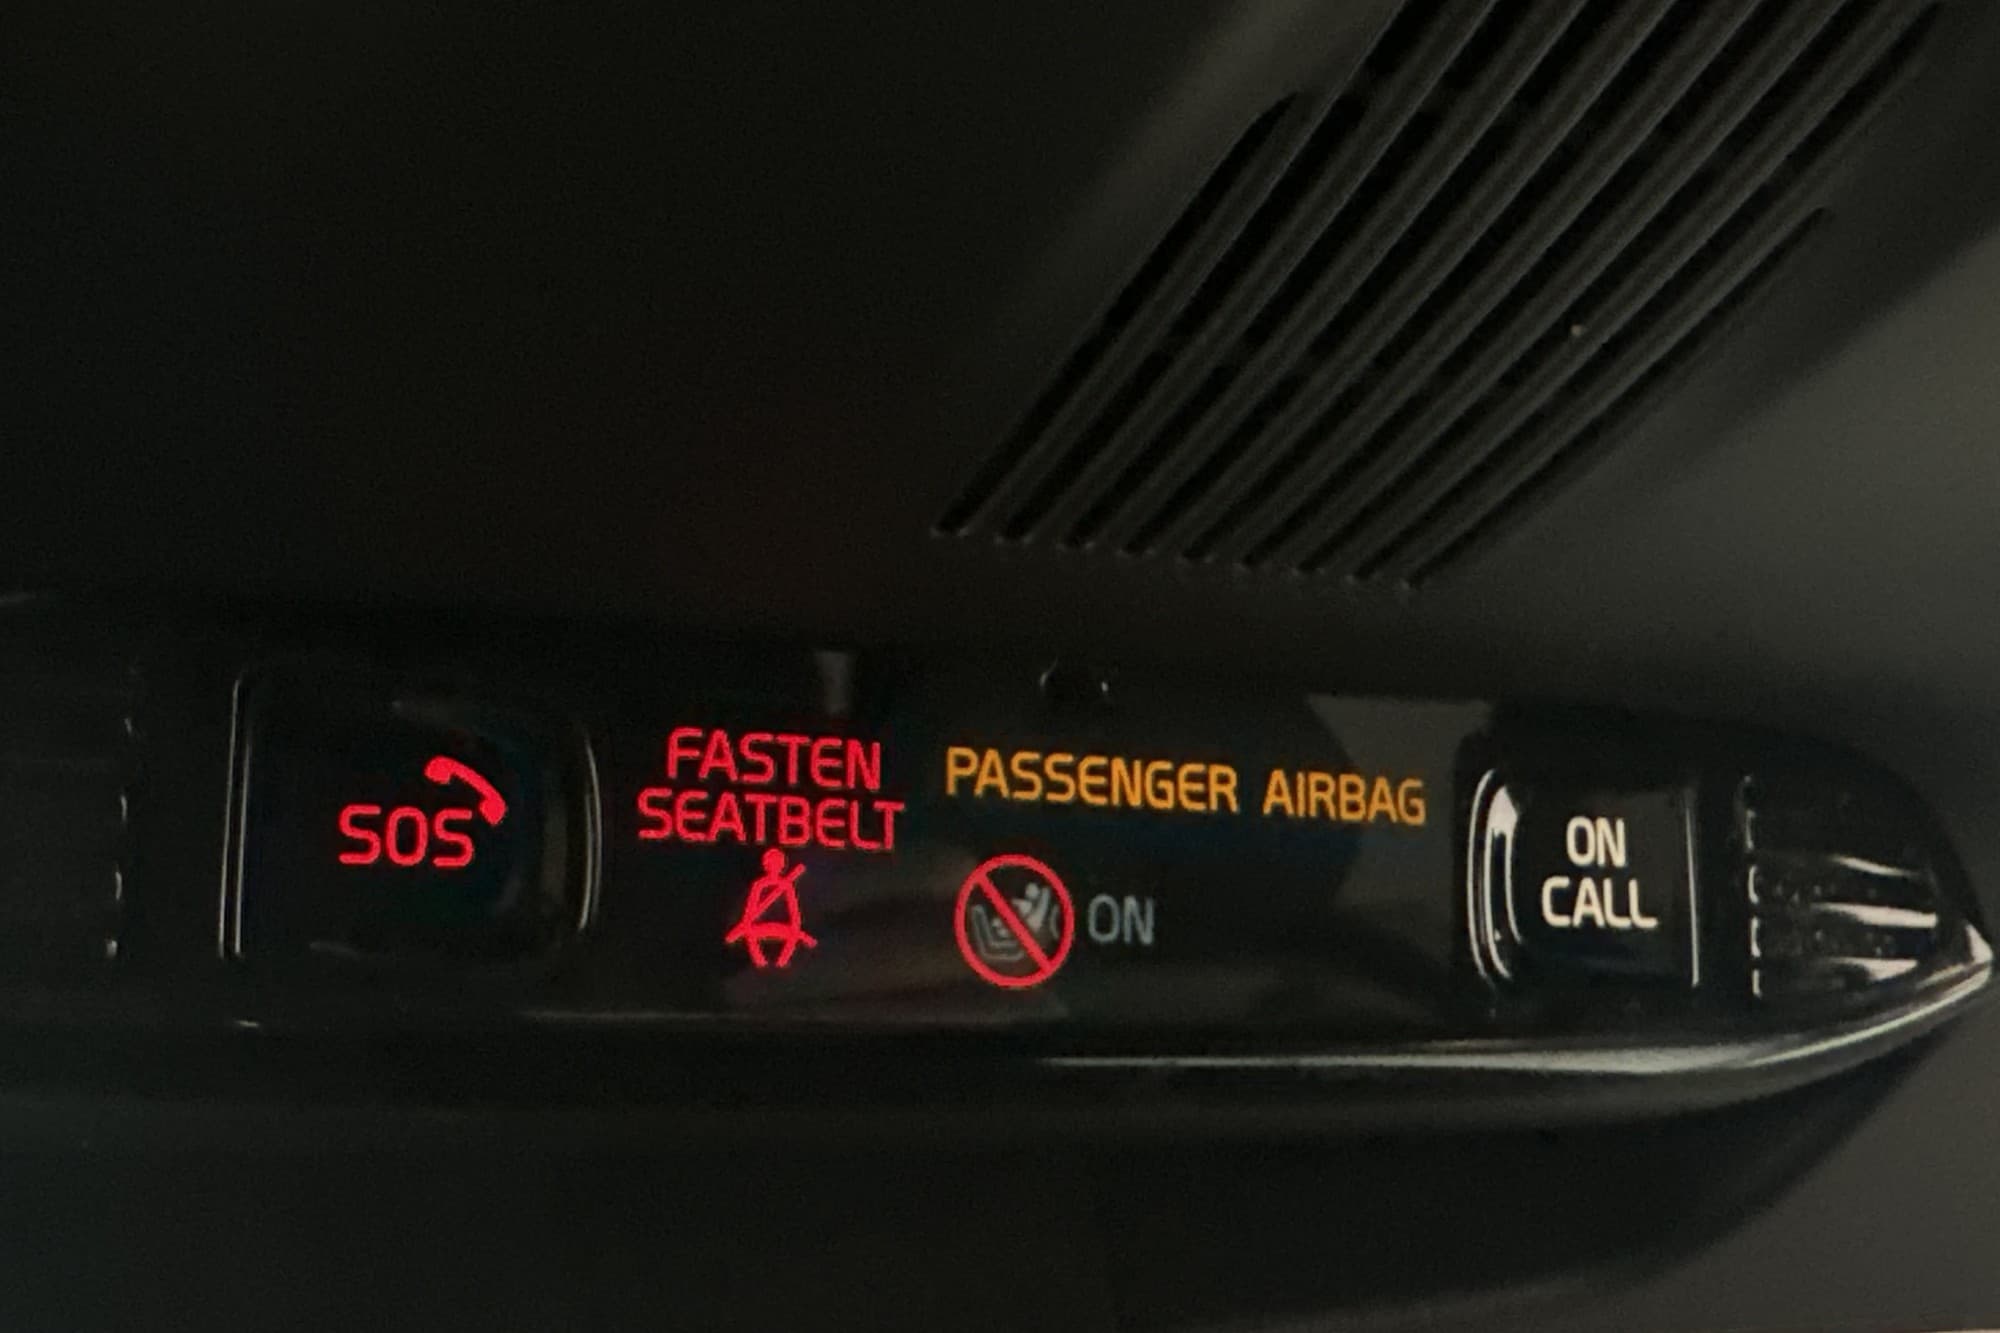 SOS
FASTEN
SEATBELT
PASSENGER AIRBAG
ON
ON
CALL